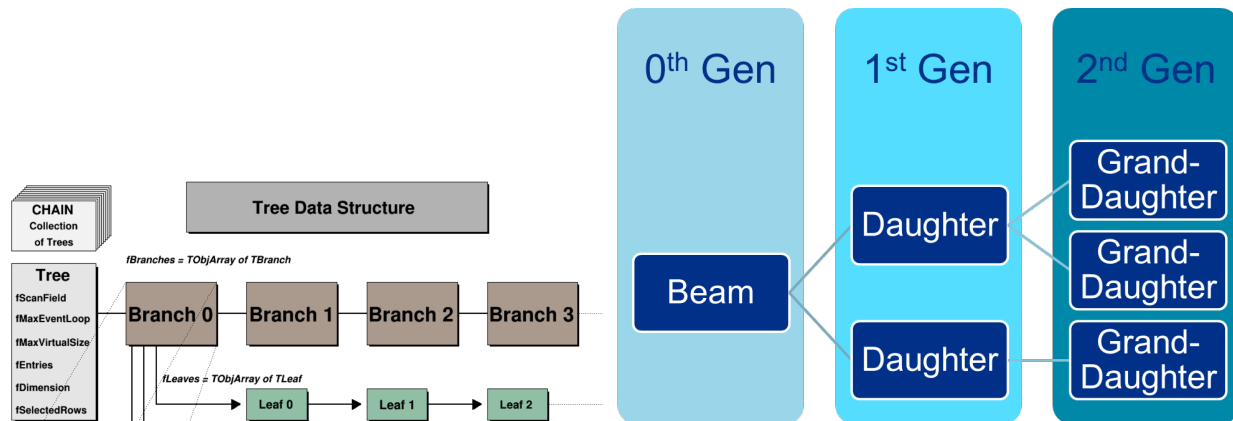 CHAIN
Collection
of Trees
Tree Data Structure
fBranches = TObjArray of TBranch
Tree
fScanField
fMaxEventLoop
fMaxVirtualSize
fEntries
fDimension
fSelectedRows
Branch 0
Branch 1
Branch 2
Branch 3
fLeaves = TObjArray of TLeaf
Leaf 0
Leaf 1
Leaf 2
0th Gen
1st Gen
2nd Gen
Beam
Daughter
Daughter
Grand-
Daughter
Grand-
Daughter
Grand-
Daughter